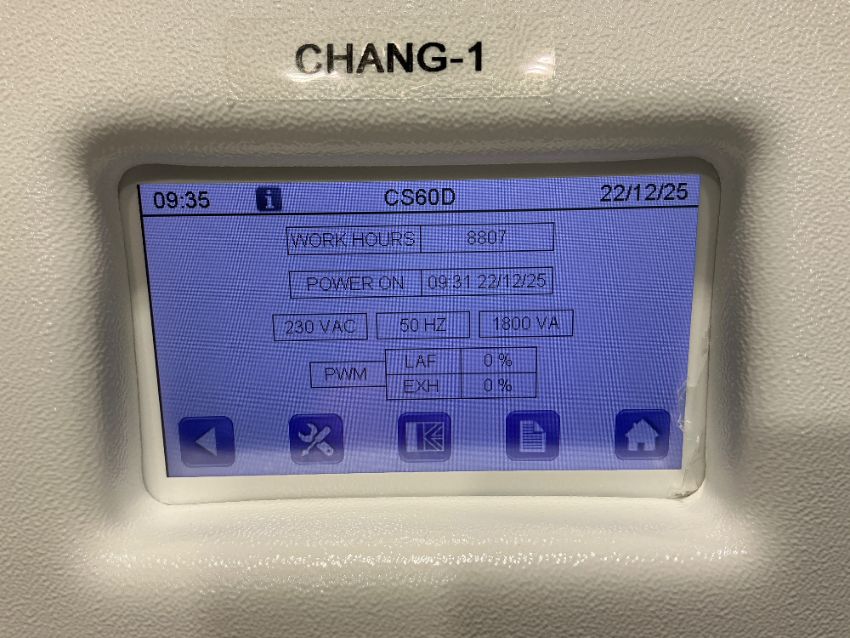 CHANG-1
09:35 i CS60D 22/12/25
WORK HOURS 8807
POWER ON 09:31 22/12/25
230 VAC 50 HZ 1800 VA
PWM LAF 0 %
EXH 0 %